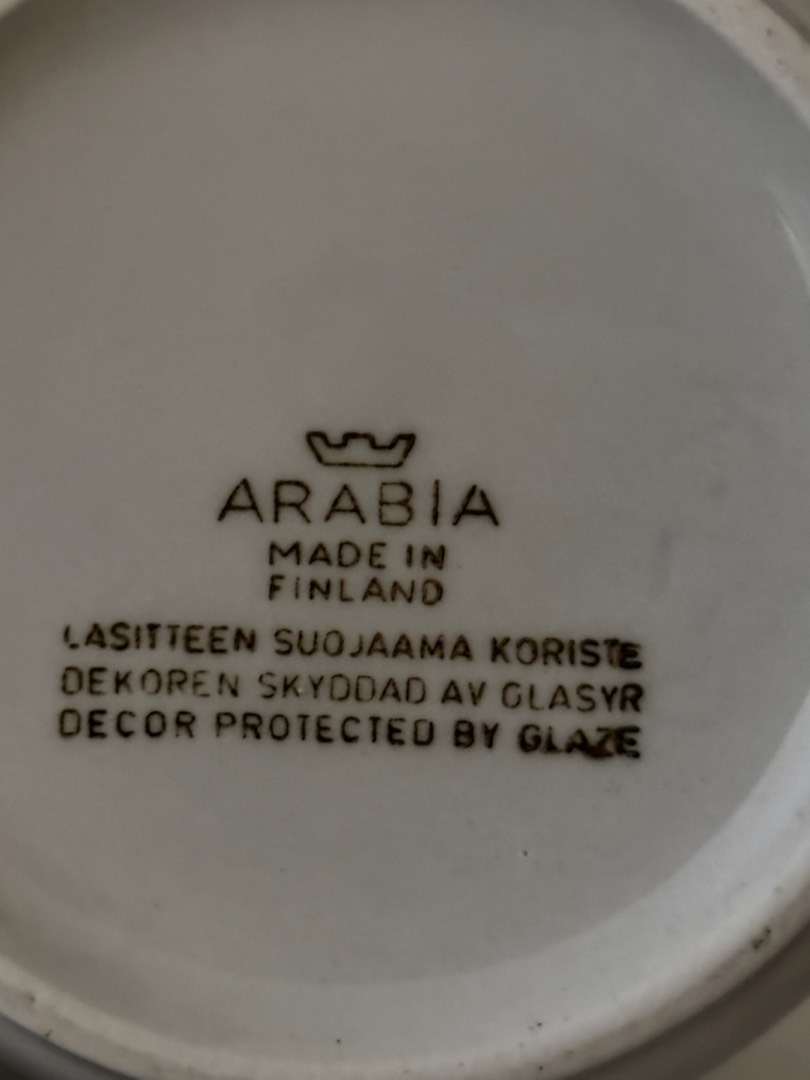 ARABIA
MADE IN
FINLAND
LASITTEEN SUOJAAMA KORISTE
DEKOREN SKYDDAD AV GLASYR
DECOR PROTECTED BY GLAZE